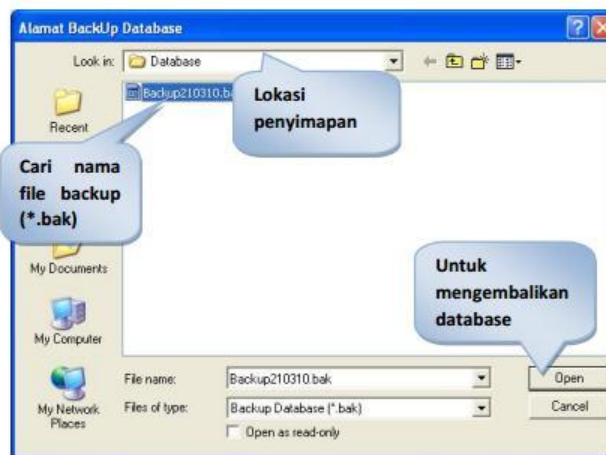 Alamat BackUp Database
Look in: Database
Backup210310.ba
Lokasi
penyimapan
Recent
Cari nama
file backup
(*.bak)
My Documents
Untuk
mengembalikan
database
My Computer
File name: Backup210310.bak Open
My Network
Places
Files of type: Backup Database (*.bak) Cancel
Open as read-only